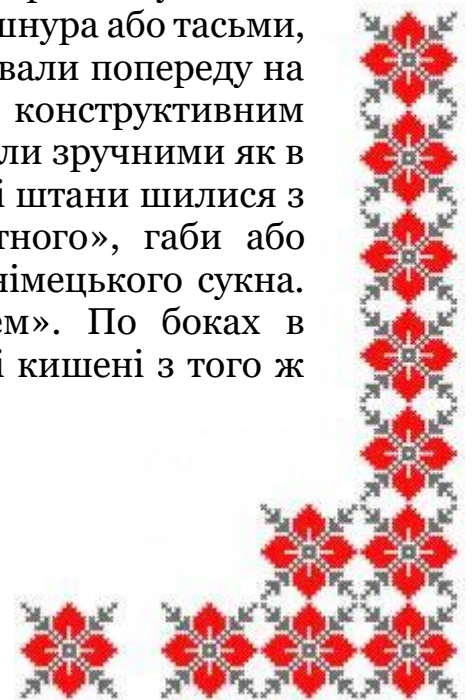 шнура або тасьми,
вали попереду на
конструктивним
ли зручними як в
і штани шилися з
тного», габи або
німецького сукна.
ем». По боках в
і кишені з того ж